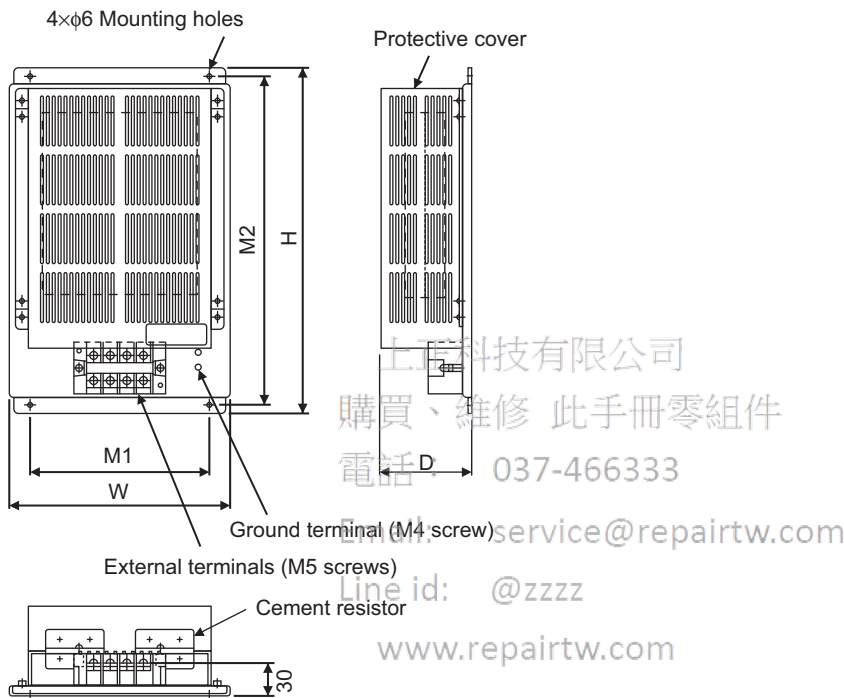 4×φ6 Mounting holes
Protective cover
M2
H
M1
W
D
Ground terminal (M4 screw)
External terminals (M5 screws)
Cement resistor
30
上正科技有限公司
購買、維修 此手冊零組件
電話： 037-466333
Email: service@repairtw.com
Line id: @zzzz
www.repairtw.com